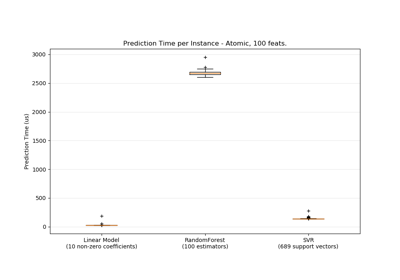 Prediction Time per Instance - Atomic, 100 feats.
3000
2500
2000
1500
1000
500
0
Prediction Time (us)
Linear Model
(10 non-zero coefficients)
RandomForest
(100 estimators)
SVR
(689 support vectors)